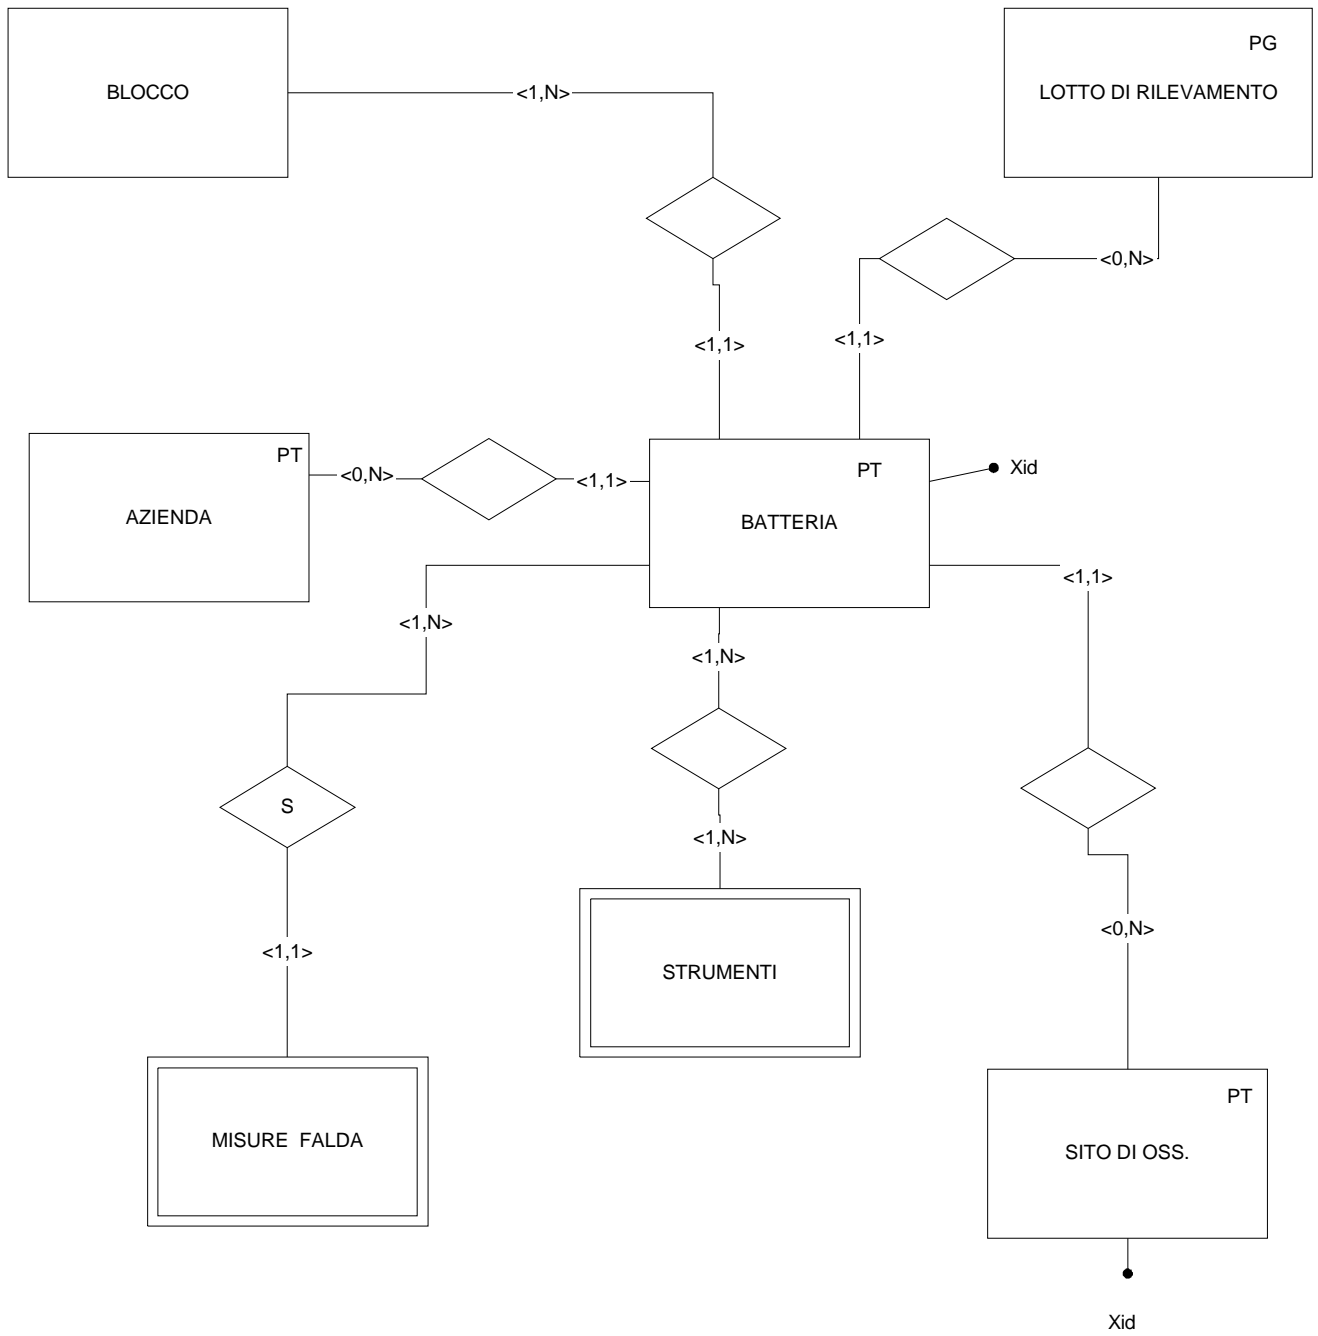 PG
BLOCCO
<1,N>
LOTTO DI RILEVAMENTO
<0,N>
<1,1>
<1,1>
PT
<0,N>
<1,1>
PT
Xid
AZIENDA
BATTERIA
<1,1>
<1,N>
<1,N>
S
<1,N>
<0,N>
<1,1>
STRUMENTI
PT
MISURE  FALDA
SITO DI OSS.
Xid